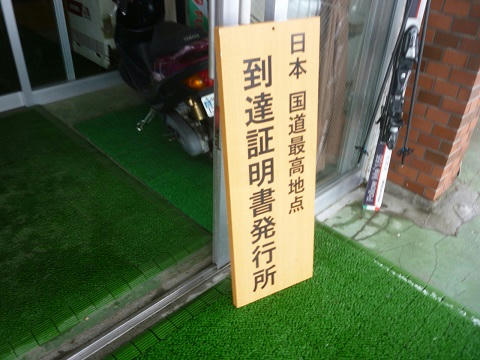 日本 国道最高地点
到達証明書発行所